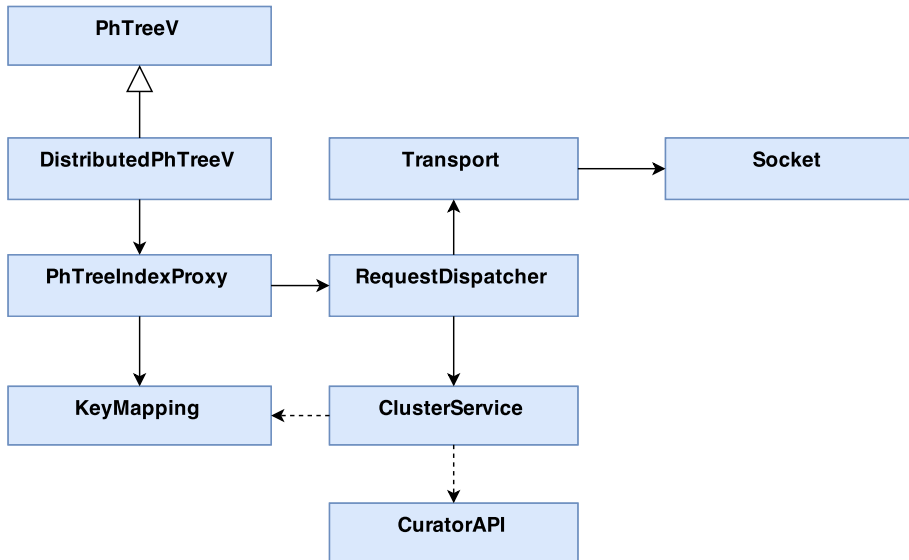 PhTreeV
DistributedPhTreeV
Transport
Socket
PhTreeIndexProxy
RequestDispatcher
KeyMapping
ClusterService
CuratorAPI